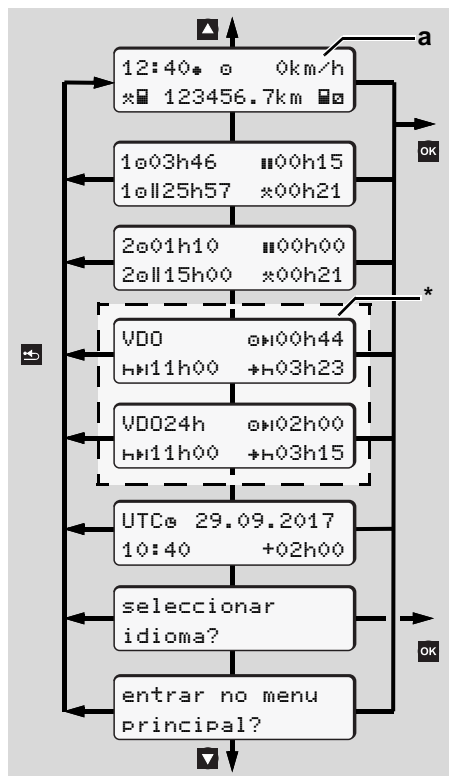 a
12:40● ⊙ 0km/h
⚒🖬 123456.7km 🖬⧄
OK
1⊙03h46 ॥00h15
1⊙॥25h57 ⚒00h21
2⊙01h10 ॥00h00
2⊙॥15h00 ⚒00h21
*
VDO ⊙▶|00h44
h▶|11h00 →h03h23
VDO24h ⊙▶|02h00
h▶|11h00 →h03h15
UTC 29.09.2017
10:40 +02h00
seleccionar
idioma?
OK
entrar no menu
principal?